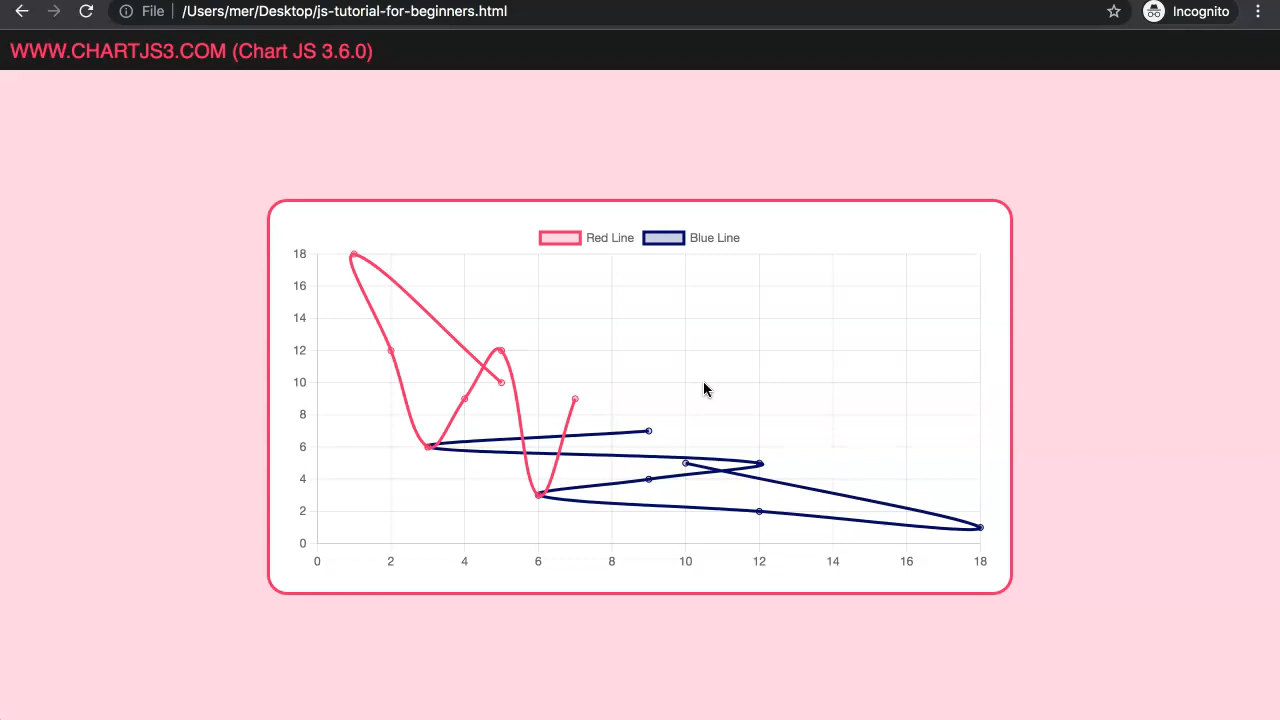 File /Users/mer/Desktop/js-tutorial-for-beginners.html Incognito
WWW.CHARTJS3.COM (Chart JS 3.6.0)
Red Line Blue Line
18
16
14
12
10
8
6
4
2
0
0 2 4 6 8 10 12 14 16 18